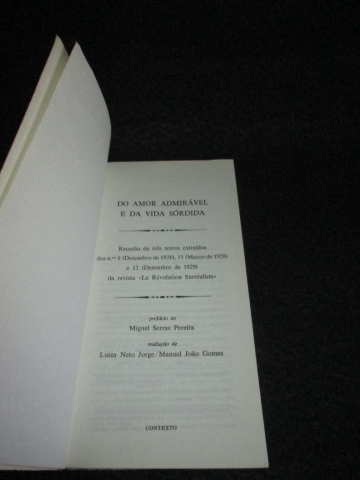 DO AMOR ADMIRÁVEL
E DA VIDA SÓRDIDA
Reunião de três textos extraídos
dos n.os 8 (Dezembro de 1926), 11 (Março de 1928)
e 12 (Dezembro de 1929)
da revista «La Révolution Surréaliste»
prefácio de
Miguel Serras Pereira
tradução de
Luiza Neto Jorge/Manuel João Gomes
CONTEXTO